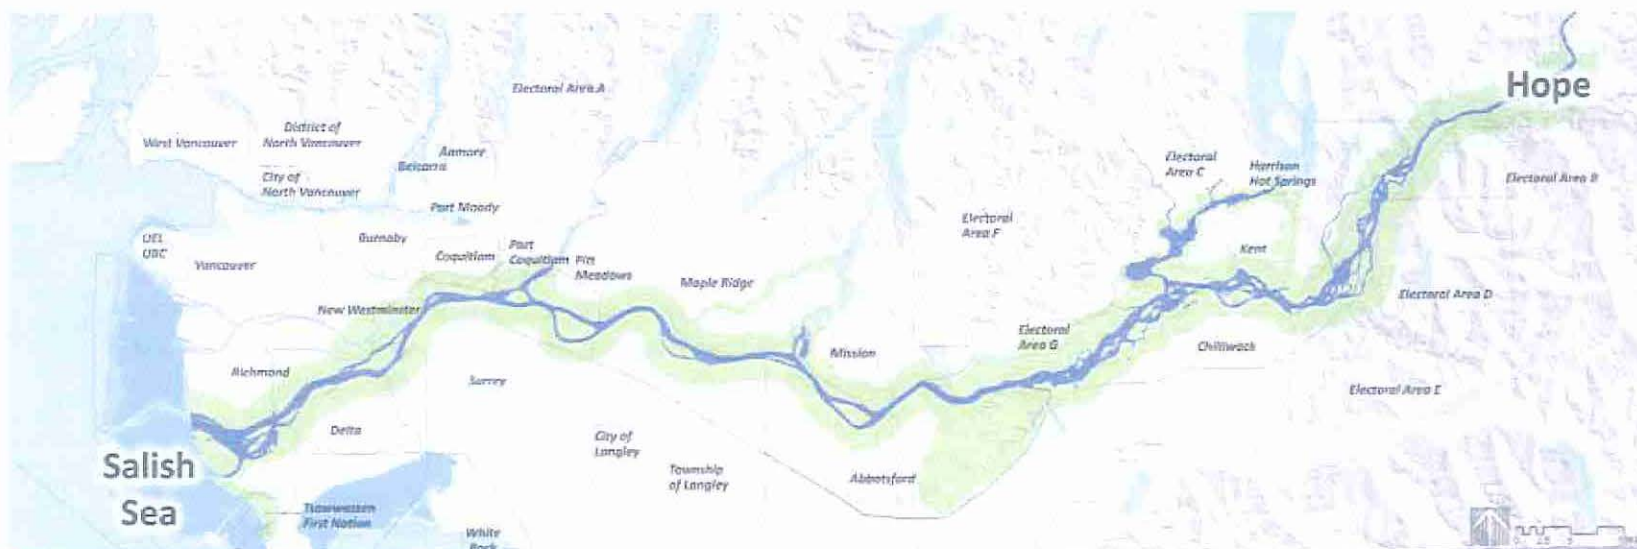 Hope
Electoral Area A
District of
North Vancouver
West Vancouver
Anmore
Belcarra
City of
North Vancouver
Port Moody
Electoral
Area C
Harrison
Hot Springs
Electoral Area B
Electoral
Area F
UEL
UBC
Burnaby
Vancouver
Coquitlam
Port
Coquitlam
Pitt
Meadows
Maple Ridge
Kent
Electoral Area D
New Westminster
Electoral
Area G
Mission
Chilliwack
Richmond
Surrey
Electoral Area E
Delta
City of
Langley
Township
of Langley
Abbotsford
Salish
Sea
Tsawwassen
First Nation
White
Rock